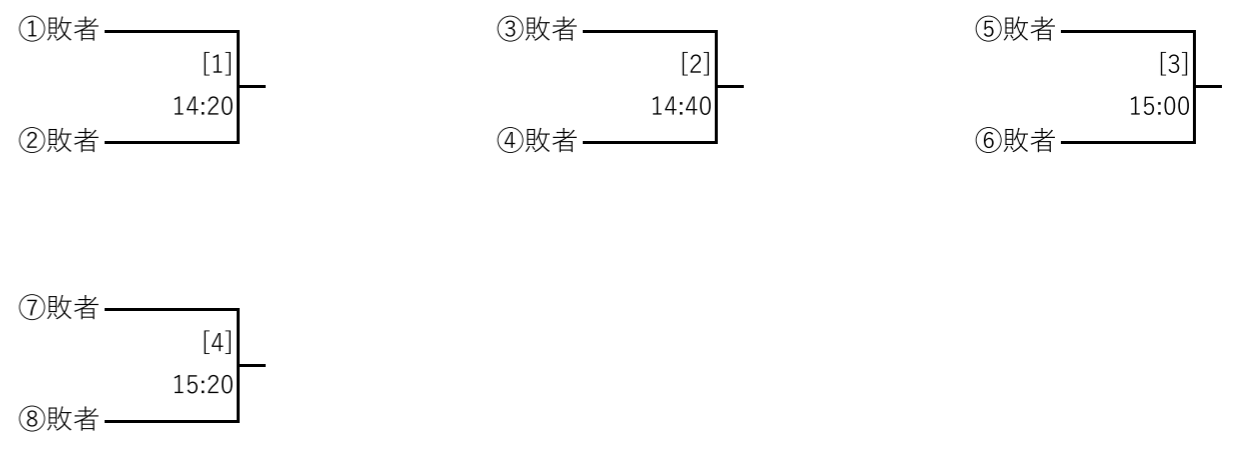 ①敗者
[1]
14:20
②敗者
③敗者
[2]
14:40
④敗者
⑤敗者
[3]
15:00
⑥敗者
⑦敗者
[4]
15:20
⑧敗者